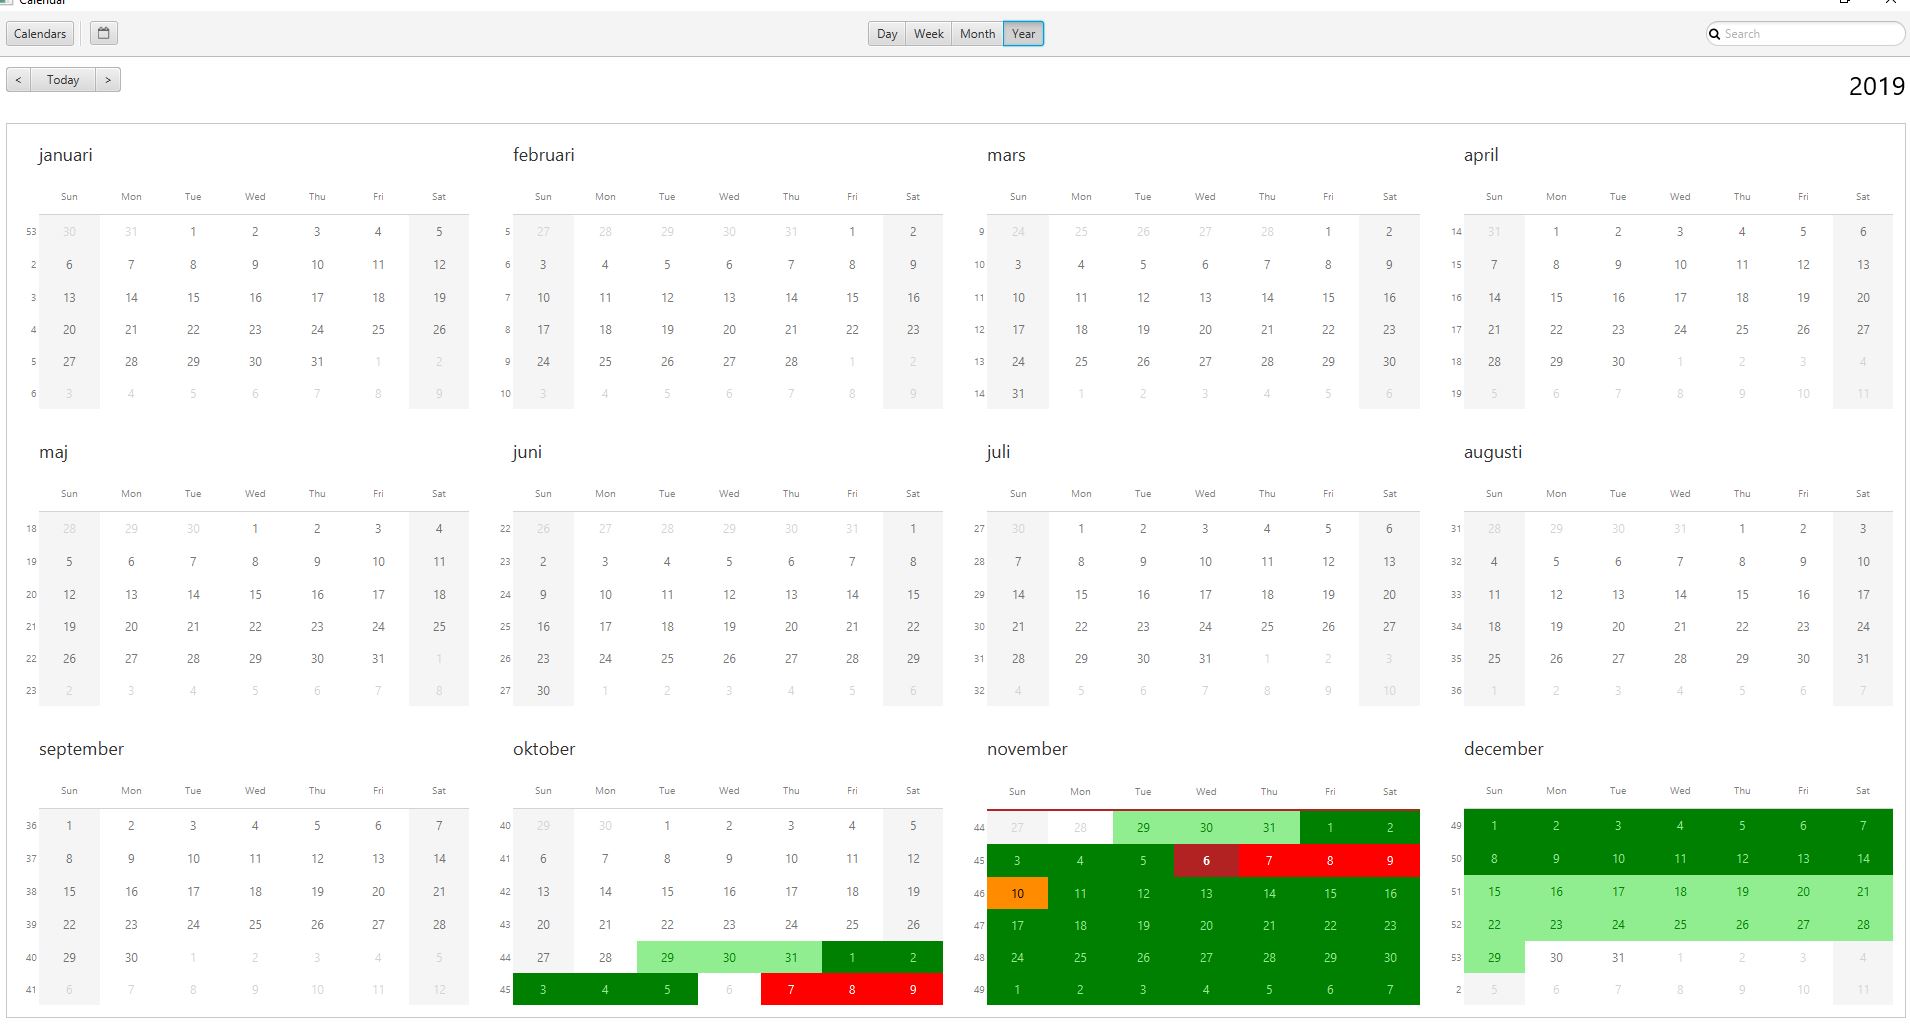 Calendar
Calendars Day Week Month Year Search
< Today > 2019
januari februari mars april
Sun Mon Tue Wed Thu Fri Sat Sun Mon Tue Wed Thu Fri Sat Sun Mon Tue Wed Thu Fri Sat Sun Mon Tue Wed Thu Fri Sat
53 30 31 1 2 3 4 5 5 27 28 29 30 31 1 2 9 24 25 26 27 28 1 2 14 31 1 2 3 4 5 6
2 6 7 8 9 10 11 12 6 3 4 5 6 7 8 9 10 3 4 5 6 7 8 9 15 7 8 9 10 11 12 13
3 13 14 15 16 17 18 19 7 10 11 12 13 14 15 16 11 10 11 12 13 14 15 16 16 14 15 16 17 18 19 20
4 20 21 22 23 24 25 26 8 17 18 19 20 21 22 23 12 17 18 19 20 21 22 23 17 21 22 23 24 25 26 27
5 27 28 29 30 31 1 2 9 24 25 26 27 28 1 2 13 24 25 26 27 28 29 30 18 28 29 30 1 2 3 4
6 3 4 5 6 7 8 9 10 3 4 5 6 7 8 9 14 31 1 2 3 4 5 6 19 5 6 7 8 9 10 11
maj juni juli augusti
Sun Mon Tue Wed Thu Fri Sat Sun Mon Tue Wed Thu Fri Sat Sun Mon Tue Wed Thu Fri Sat Sun Mon Tue Wed Thu Fri Sat
18 28 29 30 1 2 3 4 22 26 27 28 29 30 31 1 27 30 1 2 3 4 5 6 31 28 29 30 31 1 2 3
19 5 6 7 8 9 10 11 23 2 3 4 5 6 7 8 28 7 8 9 10 11 12 13 32 4 5 6 7 8 9 10
20 12 13 14 15 16 17 18 24 9 10 11 12 13 14 15 29 14 15 16 17 18 19 20 33 11 12 13 14 15 16 17
21 19 20 21 22 23 24 25 25 16 17 18 19 20 21 22 30 21 22 23 24 25 26 27 34 18 19 20 21 22 23 24
22 26 27 28 29 30 31 1 26 23 24 25 26 27 28 29 31 28 29 30 31 1 2 3 35 25 26 27 28 29 30 31
23 2 3 4 5 6 7 8 27 30 1 2 3 4 5 6 32 4 5 6 7 8 9 10 36 1 2 3 4 5 6 7
september oktober november december
Sun Mon Tue Wed Thu Fri Sat Sun Mon Tue Wed Thu Fri Sat Sun Mon Tue Wed Thu Fri Sat Sun Mon Tue Wed Thu Fri Sat
36 1 2 3 4 5 6 7 40 29 30 1 2 3 4 5 44 27 28 29 30 31 1 2 49 1 2 3 4 5 6 7
37 8 9 10 11 12 13 14 41 6 7 8 9 10 11 12 45 3 4 5 6 7 8 9 50 8 9 10 11 12 13 14
38 15 16 17 18 19 20 21 42 13 14 15 16 17 18 19 46 10 11 12 13 14 15 16 51 15 16 17 18 19 20 21
39 22 23 24 25 26 27 28 43 20 21 22 23 24 25 26 47 17 18 19 20 21 22 23 52 22 23 24 25 26 27 28
40 29 30 1 2 3 4 5 44 27 28 29 30 31 1 2 48 24 25 26 27 28 29 30 53 29 30 31 1 2 3 4
41 6 7 8 9 10 11 12 45 3 4 5 6 7 8 9 49 1 2 3 4 5 6 7 2 5 6 7 8 9 10 11